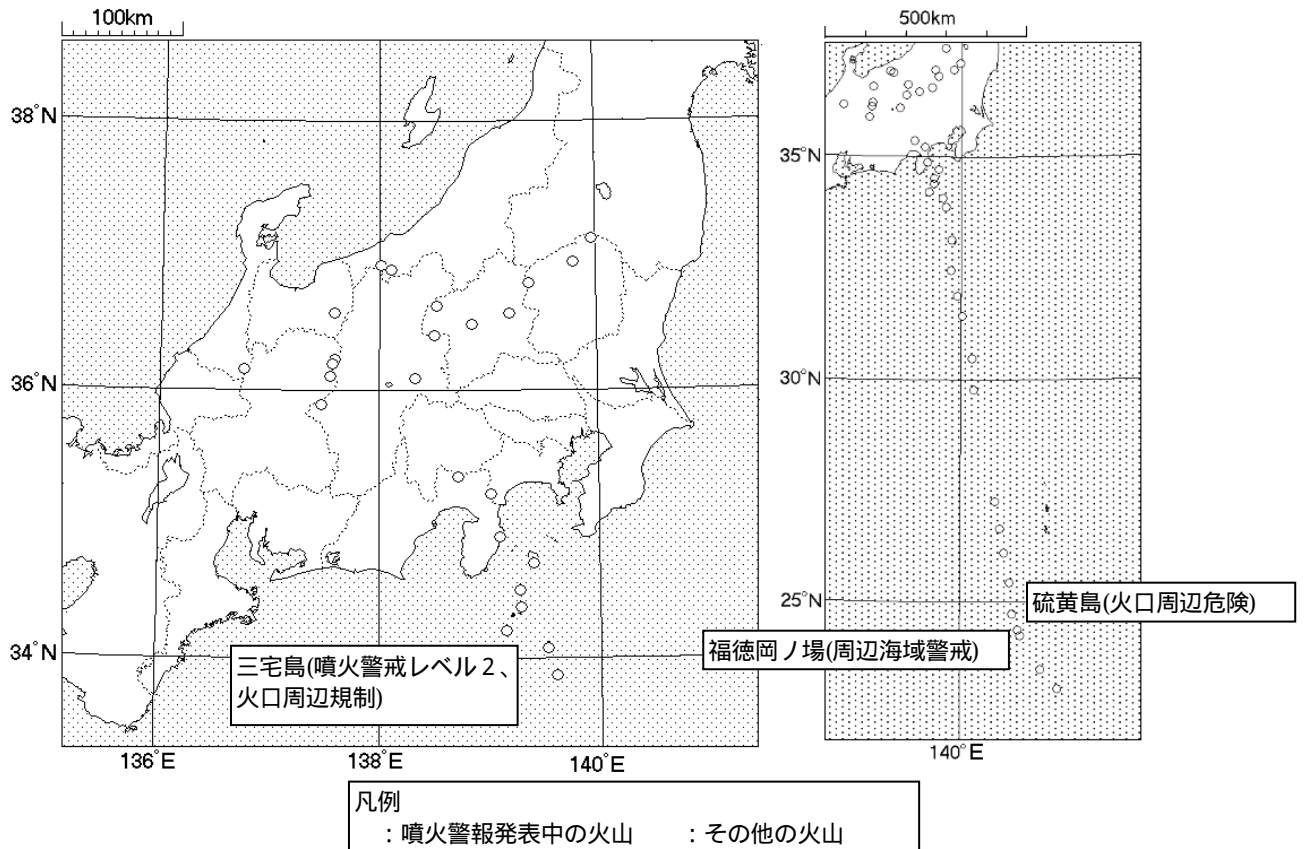 100km
500km
38°N
36°N
34°N
136°E
138°E
140°E
35°N
30°N
25°N
140°E
三宅島(噴火警戒レベル２、
火口周辺規制)
福徳岡ノ場(周辺海域警戒)
硫黄島(火口周辺危険)
凡例
：噴火警報発表中の火山　　：その他の火山